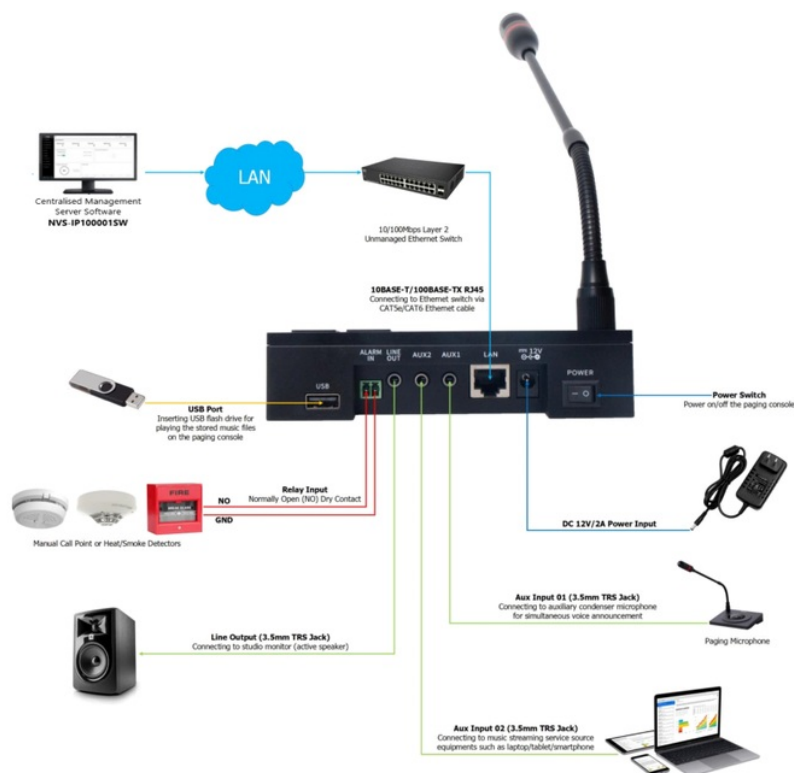 LAN
Centralised Management
Server Software
NVS-IP100001SW
10/100Mbps Layer 2
Unmanaged Ethernet Switch
10BASE-T/100BASE-TX RJ45
Connecting to Ethernet switch via
CAT5e/CAT6 Ethernet cable
USB
ALARM
IN
LINE
OUT
AUX2
AUX1
LAN
12V
POWER
USB Port
Inserting USB flash drive for
playing the stored music files
on the paging console
Power Switch
Power on/off the paging console
Relay Input
Normally Open (NO) Dry Contact
NO
GND
FIRE
Manual Call Point or Heat/Smoke Detectors
DC 12V/2A Power Input
Aux Input 01 (3.5mm TRS Jack)
Connecting to auxiliary condenser microphone
for simultaneous voice announcement
Paging Microphone
Line Output (3.5mm TRS Jack)
Connecting to studio monitor (active speaker)
Aux Input 02 (3.5mm TRS Jack)
Connecting to music streaming service source
equipments such as laptop/tablet/smartphone